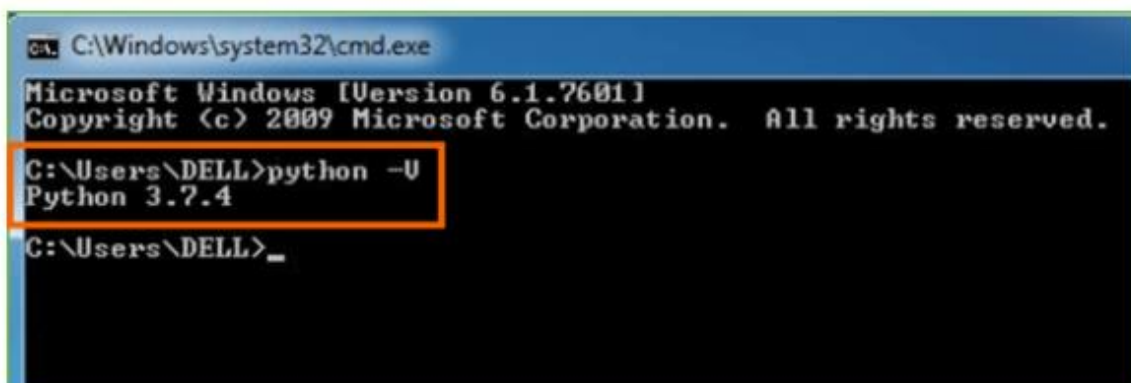 C:\Windows\system32\cmd.exe
Microsoft Windows [Version 6.1.7601]
Copyright (c) 2009 Microsoft Corporation.  All rights reserved.
C:\Users\DELL>python -V
Python 3.7.4
C:\Users\DELL>_